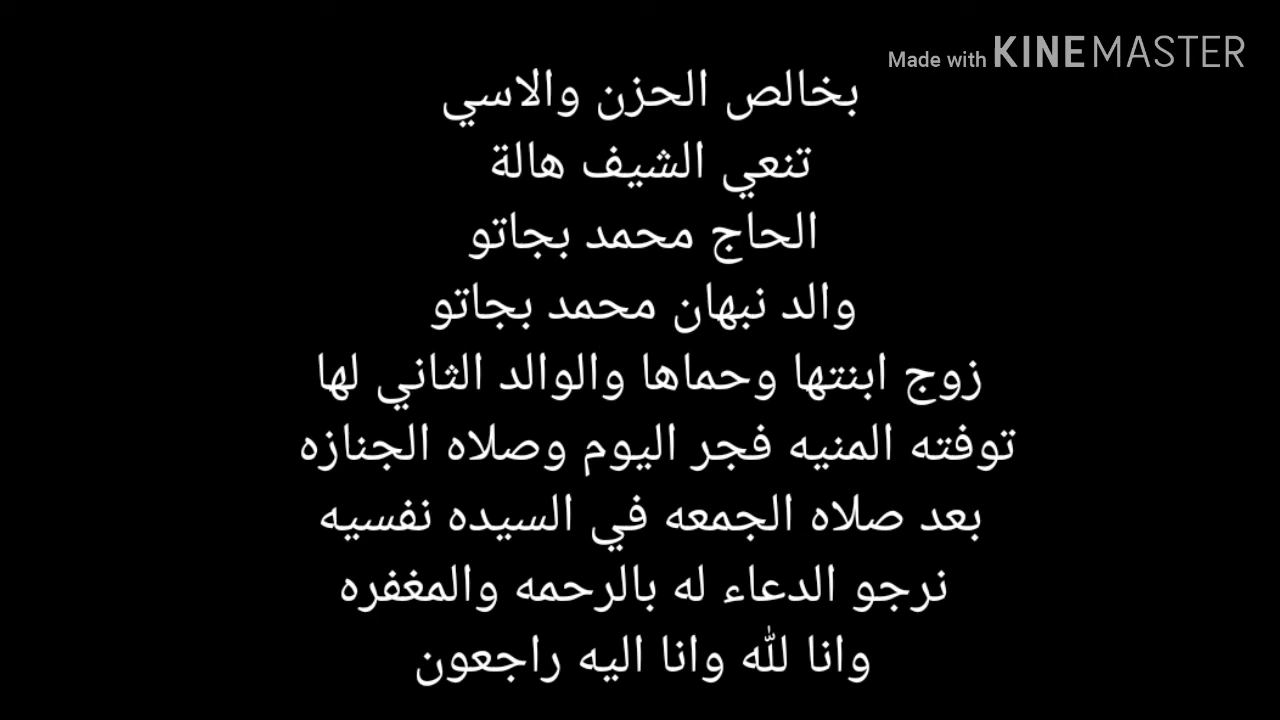 Made with KINEMASTER
بخالص الحزن والاسي
تنعي الشيف هالة
الحاج محمد بجاتو
والد نبهان محمد بجاتو
زوج ابنتها وحماها والوالد الثاني لها
توفته المنيه فجر اليوم وصلاه الجنازه
بعد صلاه الجمعه في السيده نفسيه
نرجو الدعاء له بالرحمه والمغفره
وانا لله وانا اليه راجعون